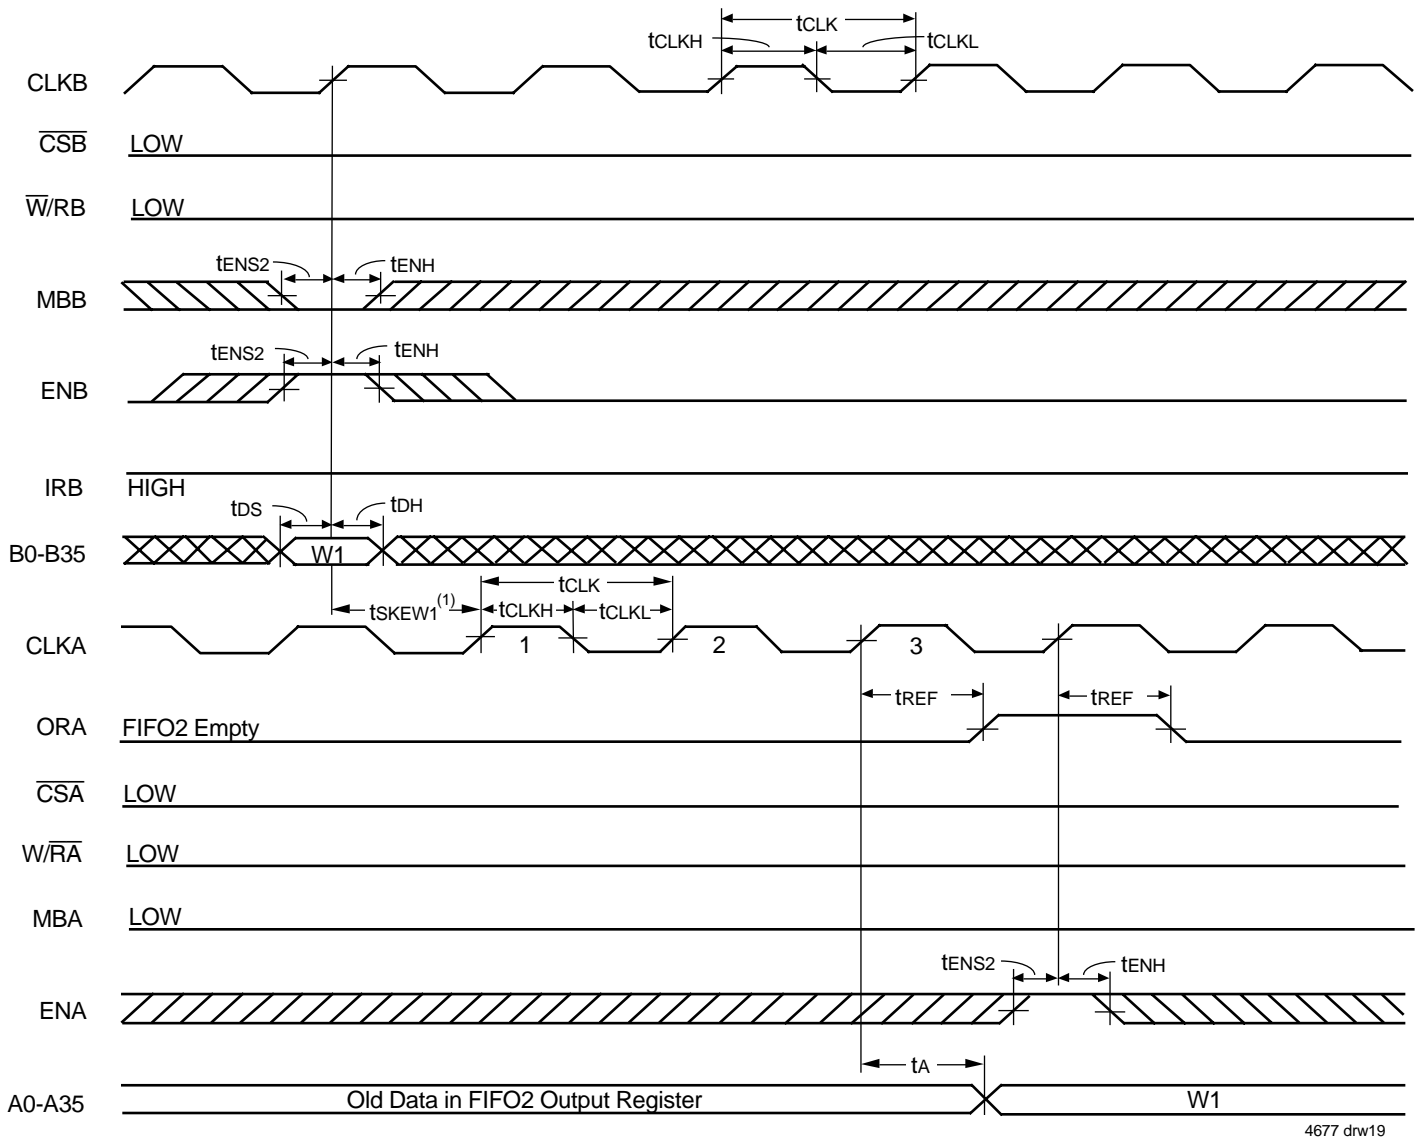 tCLK
tCLKH
tCLKL
CLKB
CSB
LOW
W/RB
LOW
tENS2
tENH
MBB
tENS2
tENH
ENB
IRB
HIGH
tDS
tDH
B0-B35
W1
tCLK
tSKEW1(1)
tCLKH
tCLKL
CLKA
1
2
3
tREF
tREF
ORA
FIFO2 Empty
CSA
LOW
W/RA
LOW
MBA
LOW
tENS2
tENH
ENA
tA
A0-A35
Old Data in FIFO2 Output Register
W1
4677 drw19